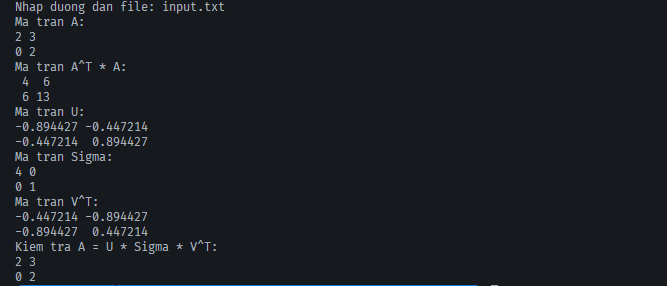 Nhap duong dan file: input.txt
Ma tran A:
2 3
0 2
Ma tran A^T * A:
 4  6
 6 13
Ma tran U:
-0.894427 -0.447214
-0.447214  0.894427
Ma tran Sigma:
4 0
0 1
Ma tran V^T:
-0.447214 -0.894427
-0.894427  0.447214
Kiem tra A = U * Sigma * V^T:
2 3
0 2